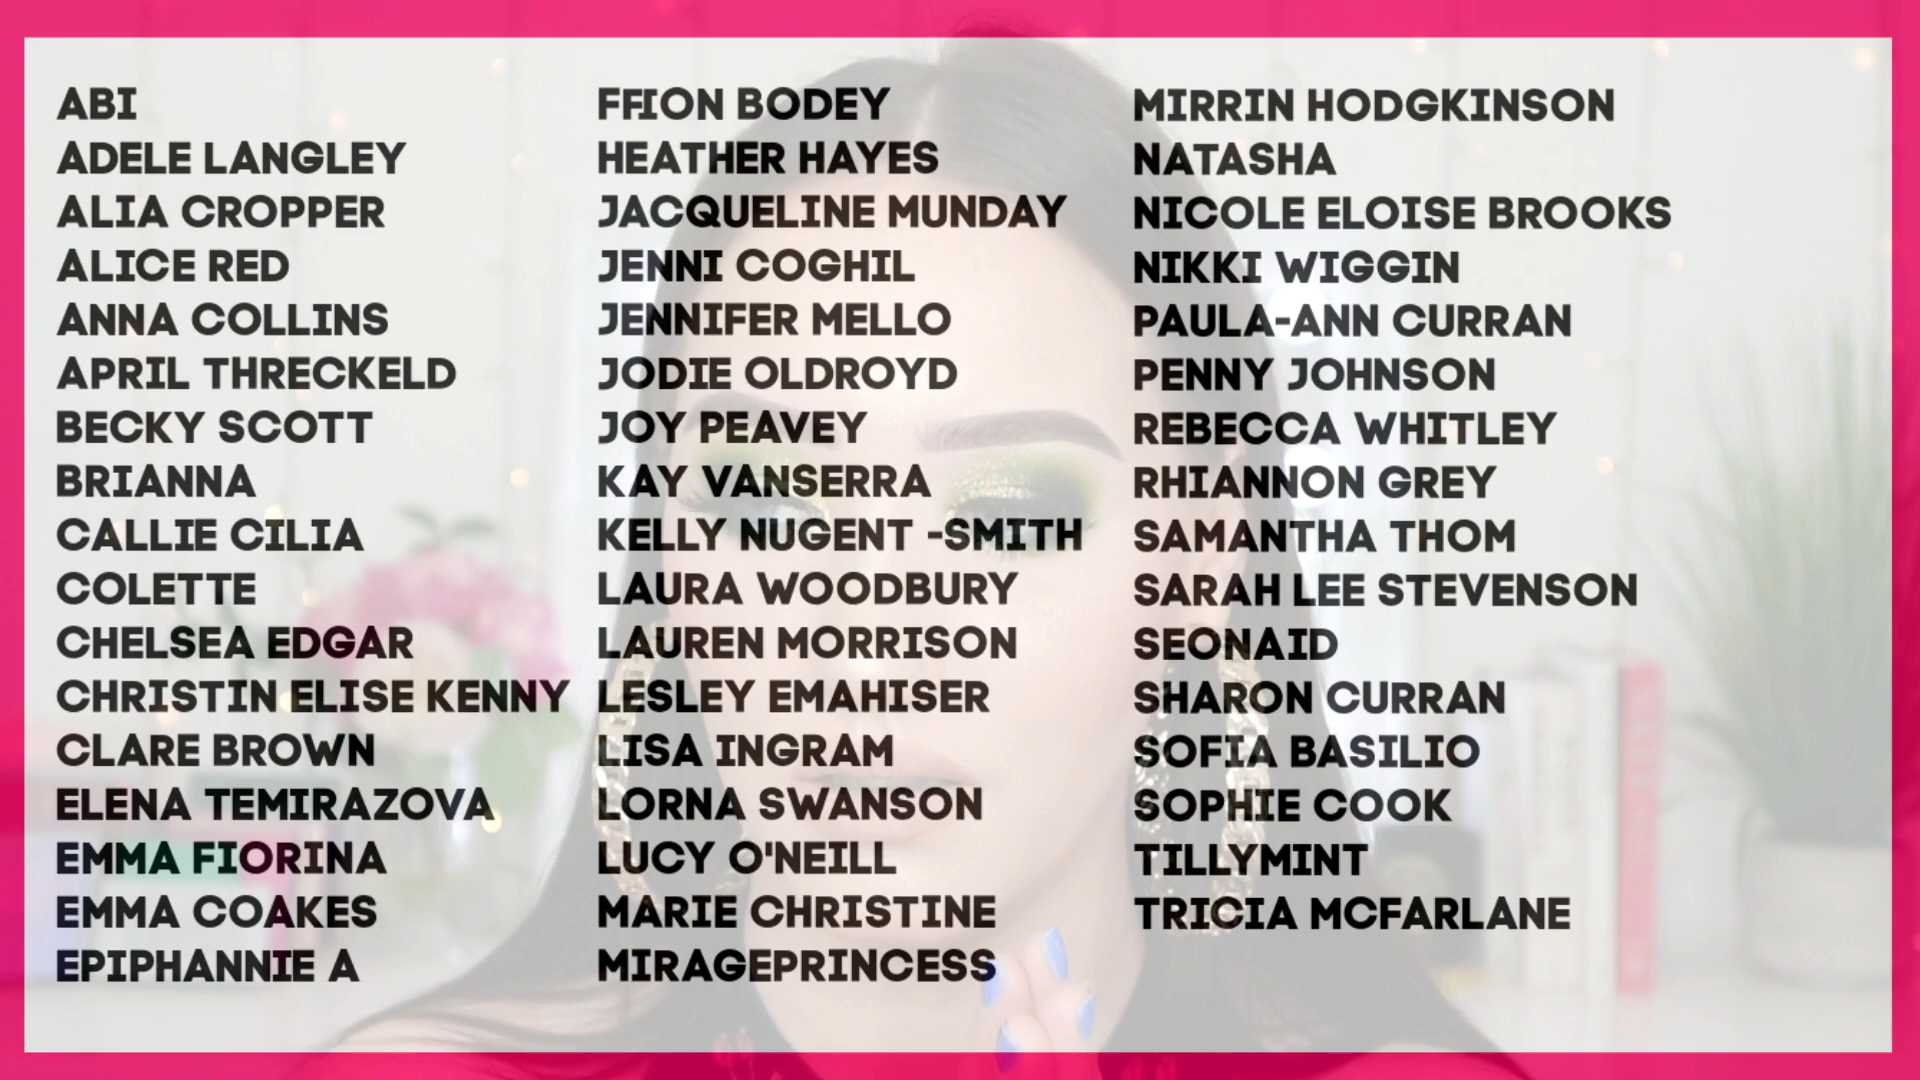 ABI
ADELE LANGLEY
ALIA CROPPER
ALICE RED
ANNA COLLINS
APRIL THRECKELD
BECKY SCOTT
BRIANNA
CALLIE CILIA
COLETTE
CHELSEA EDGAR
CHRISTIN ELISE KENNY
CLARE BROWN
ELENA TEMIRAZOVA
EMMA FIORINA
EMMA COAKES
EPIPHANNIE A
FFION BODEY
HEATHER HAYES
JACQUELINE MUNDAY
JENNI COGHIL
JENNIFER MELLO
JODIE OLDROYD
JOY PEAVEY
KAY VANSERRA
KELLY NUGENT -SMITH
LAURA WOODBURY
LAUREN MORRISON
LESLEY EMAHISER
LISA INGRAM
LORNA SWANSON
LUCY O'NEILL
MARIE CHRISTINE
MIRAGEPRINCESS
MIRRIN HODGKINSON
NATASHA
NICOLE ELOISE BROOKS
NIKKI WIGGIN
PAULA-ANN CURRAN
PENNY JOHNSON
REBECCA WHITLEY
RHIANNON GREY
SAMANTHA THOM
SARAH LEE STEVENSON
SEONAID
SHARON CURRAN
SOFIA BASILIO
SOPHIE COOK
TILLYMINT
TRICIA MCFARLANE